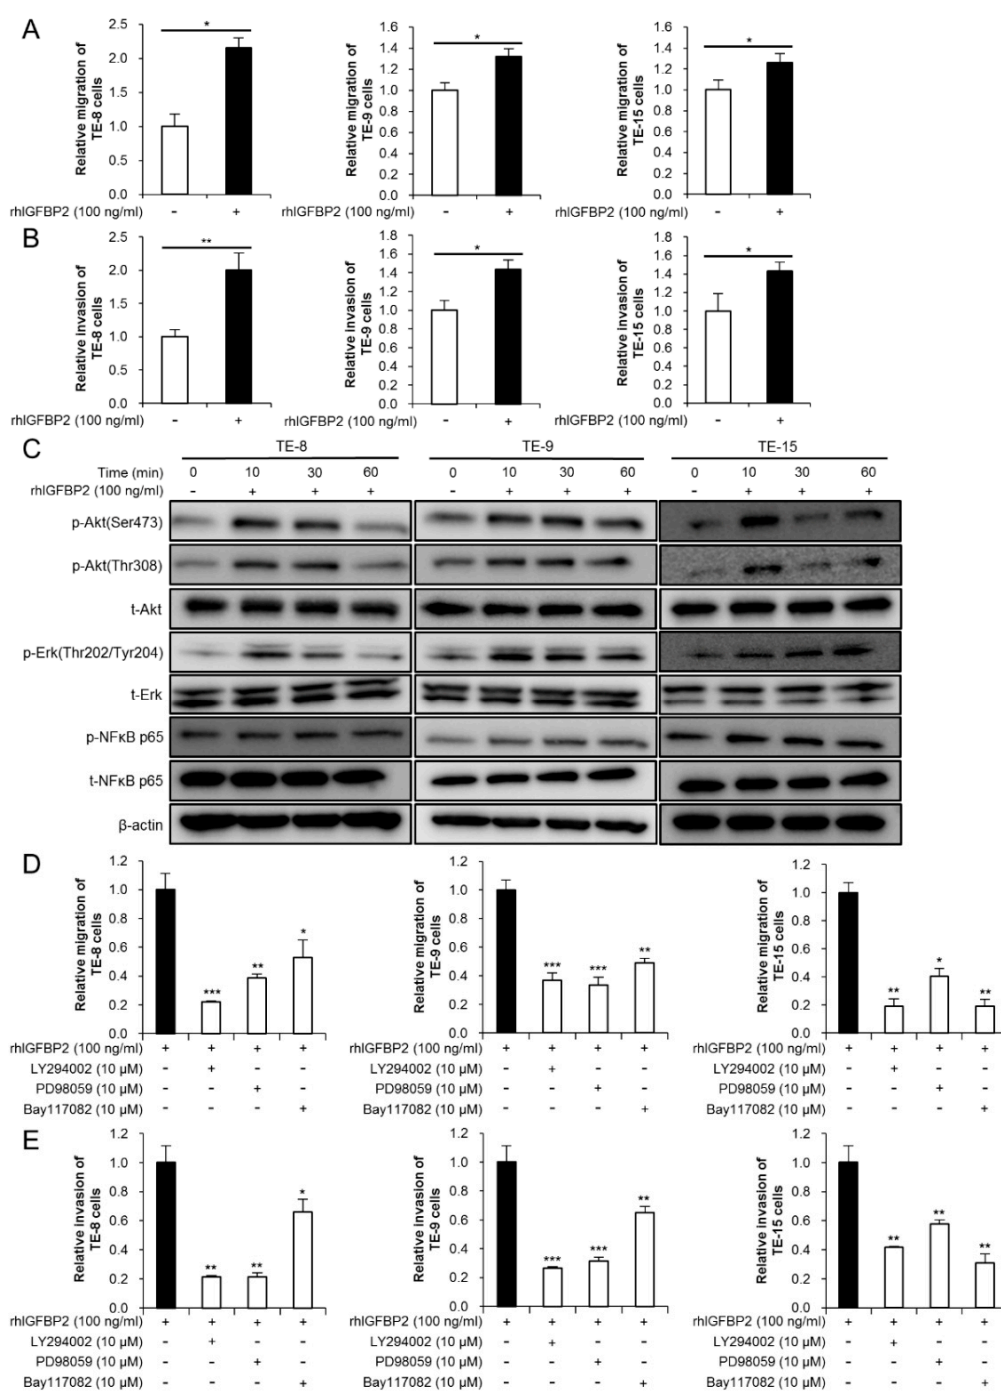 A
Relative migration of
TE-8 cells
2.5
2.0
1.5
1.0
0.5
0.0
*
rhIGFBP2 (100 ng/ml) - +
Relative migration of
TE-9 cells
1.6
1.4
1.2
1.0
0.8
0.6
0.4
0.2
0.0
*
rhIGFBP2 (100 ng/ml) - +
Relative migration of
TE-15 cells
1.6
1.4
1.2
1.0
0.8
0.6
0.4
0.2
0.0
*
rhIGFBP2 (100 ng/ml) - +
B
Relative invasion of
TE-8 cells
2.5
2.0
1.5
1.0
0.5
0.0
**
rhIGFBP2 (100 ng/ml) - +
Relative invasion of
TE-9 cells
1.6
1.4
1.2
1.0
0.8
0.6
0.4
0.2
0.0
*
rhIGFBP2 (100 ng/ml) - +
Relative invasion of
TE-15 cells
1.6
1.4
1.2
1.0
0.8
0.6
0.4
0.2
0.0
*
rhIGFBP2 (100 ng/ml) - +
C
TE-8 TE-9 TE-15
Time (min) 0 10 30 60 0 10 30 60 0 10 30 60
rhIGFBP2 (100 ng/ml) - + + + - + + + - + + +
p-Akt(Ser473)
p-Akt(Thr308)
t-Akt
p-Erk(Thr202/Tyr204)
t-Erk
p-NFκB p65
t-NFκB p65
β-actin
D
Relative migration of
TE-8 cells
1.2
1.0
0.8
0.6
0.4
0.2
0.0
*** ** *
rhIGFBP2 (100 ng/ml) + + + +
LY294002 (10 μM) - + - -
PD98059 (10 μM) - - + -
Bay117082 (10 μM) - - - +
Relative migration of
TE-9 cells
1.2
1.0
0.8
0.6
0.4
0.2
0.0
*** *** **
rhIGFBP2 (100 ng/ml) + + + +
LY294002 (10 μM) - + - -
PD98059 (10 μM) - - + -
Bay117082 (10 μM) - - - +
Relative migration of
TE-15 cells
1.2
1.0
0.8
0.6
0.4
0.2
0.0
** * **
rhIGFBP2 (100 ng/ml) + + + +
LY294002 (10 μM) - + - -
PD98059 (10 μM) - - + -
Bay117082 (10 μM) - - - +
E
Relative invasion of
TE-8 cells
1.2
1.0
0.8
0.6
0.4
0.2
0.0
** ** *
rhIGFBP2 (100 ng/ml) + + + +
LY294002 (10 μM) - + - -
PD98059 (10 μM) - - + -
Bay117082 (10 μM) - - - +
Relative invasion of
TE-9 cells
1.2
1.0
0.8
0.6
0.4
0.2
0.0
*** *** **
rhIGFBP2 (100 ng/ml) + + + +
LY294002 (10 μM) - + - -
PD98059 (10 μM) - - + -
Bay117082 (10 μM) - - - +
Relative invasion of
TE-15 cells
1.2
1.0
0.8
0.6
0.4
0.2
0.0
** ** **
rhIGFBP2 (100 ng/ml) + + + +
LY294002 (10 μM) - + - -
PD98059 (10 μM) - - + -
Bay117082 (10 μM) - - - +